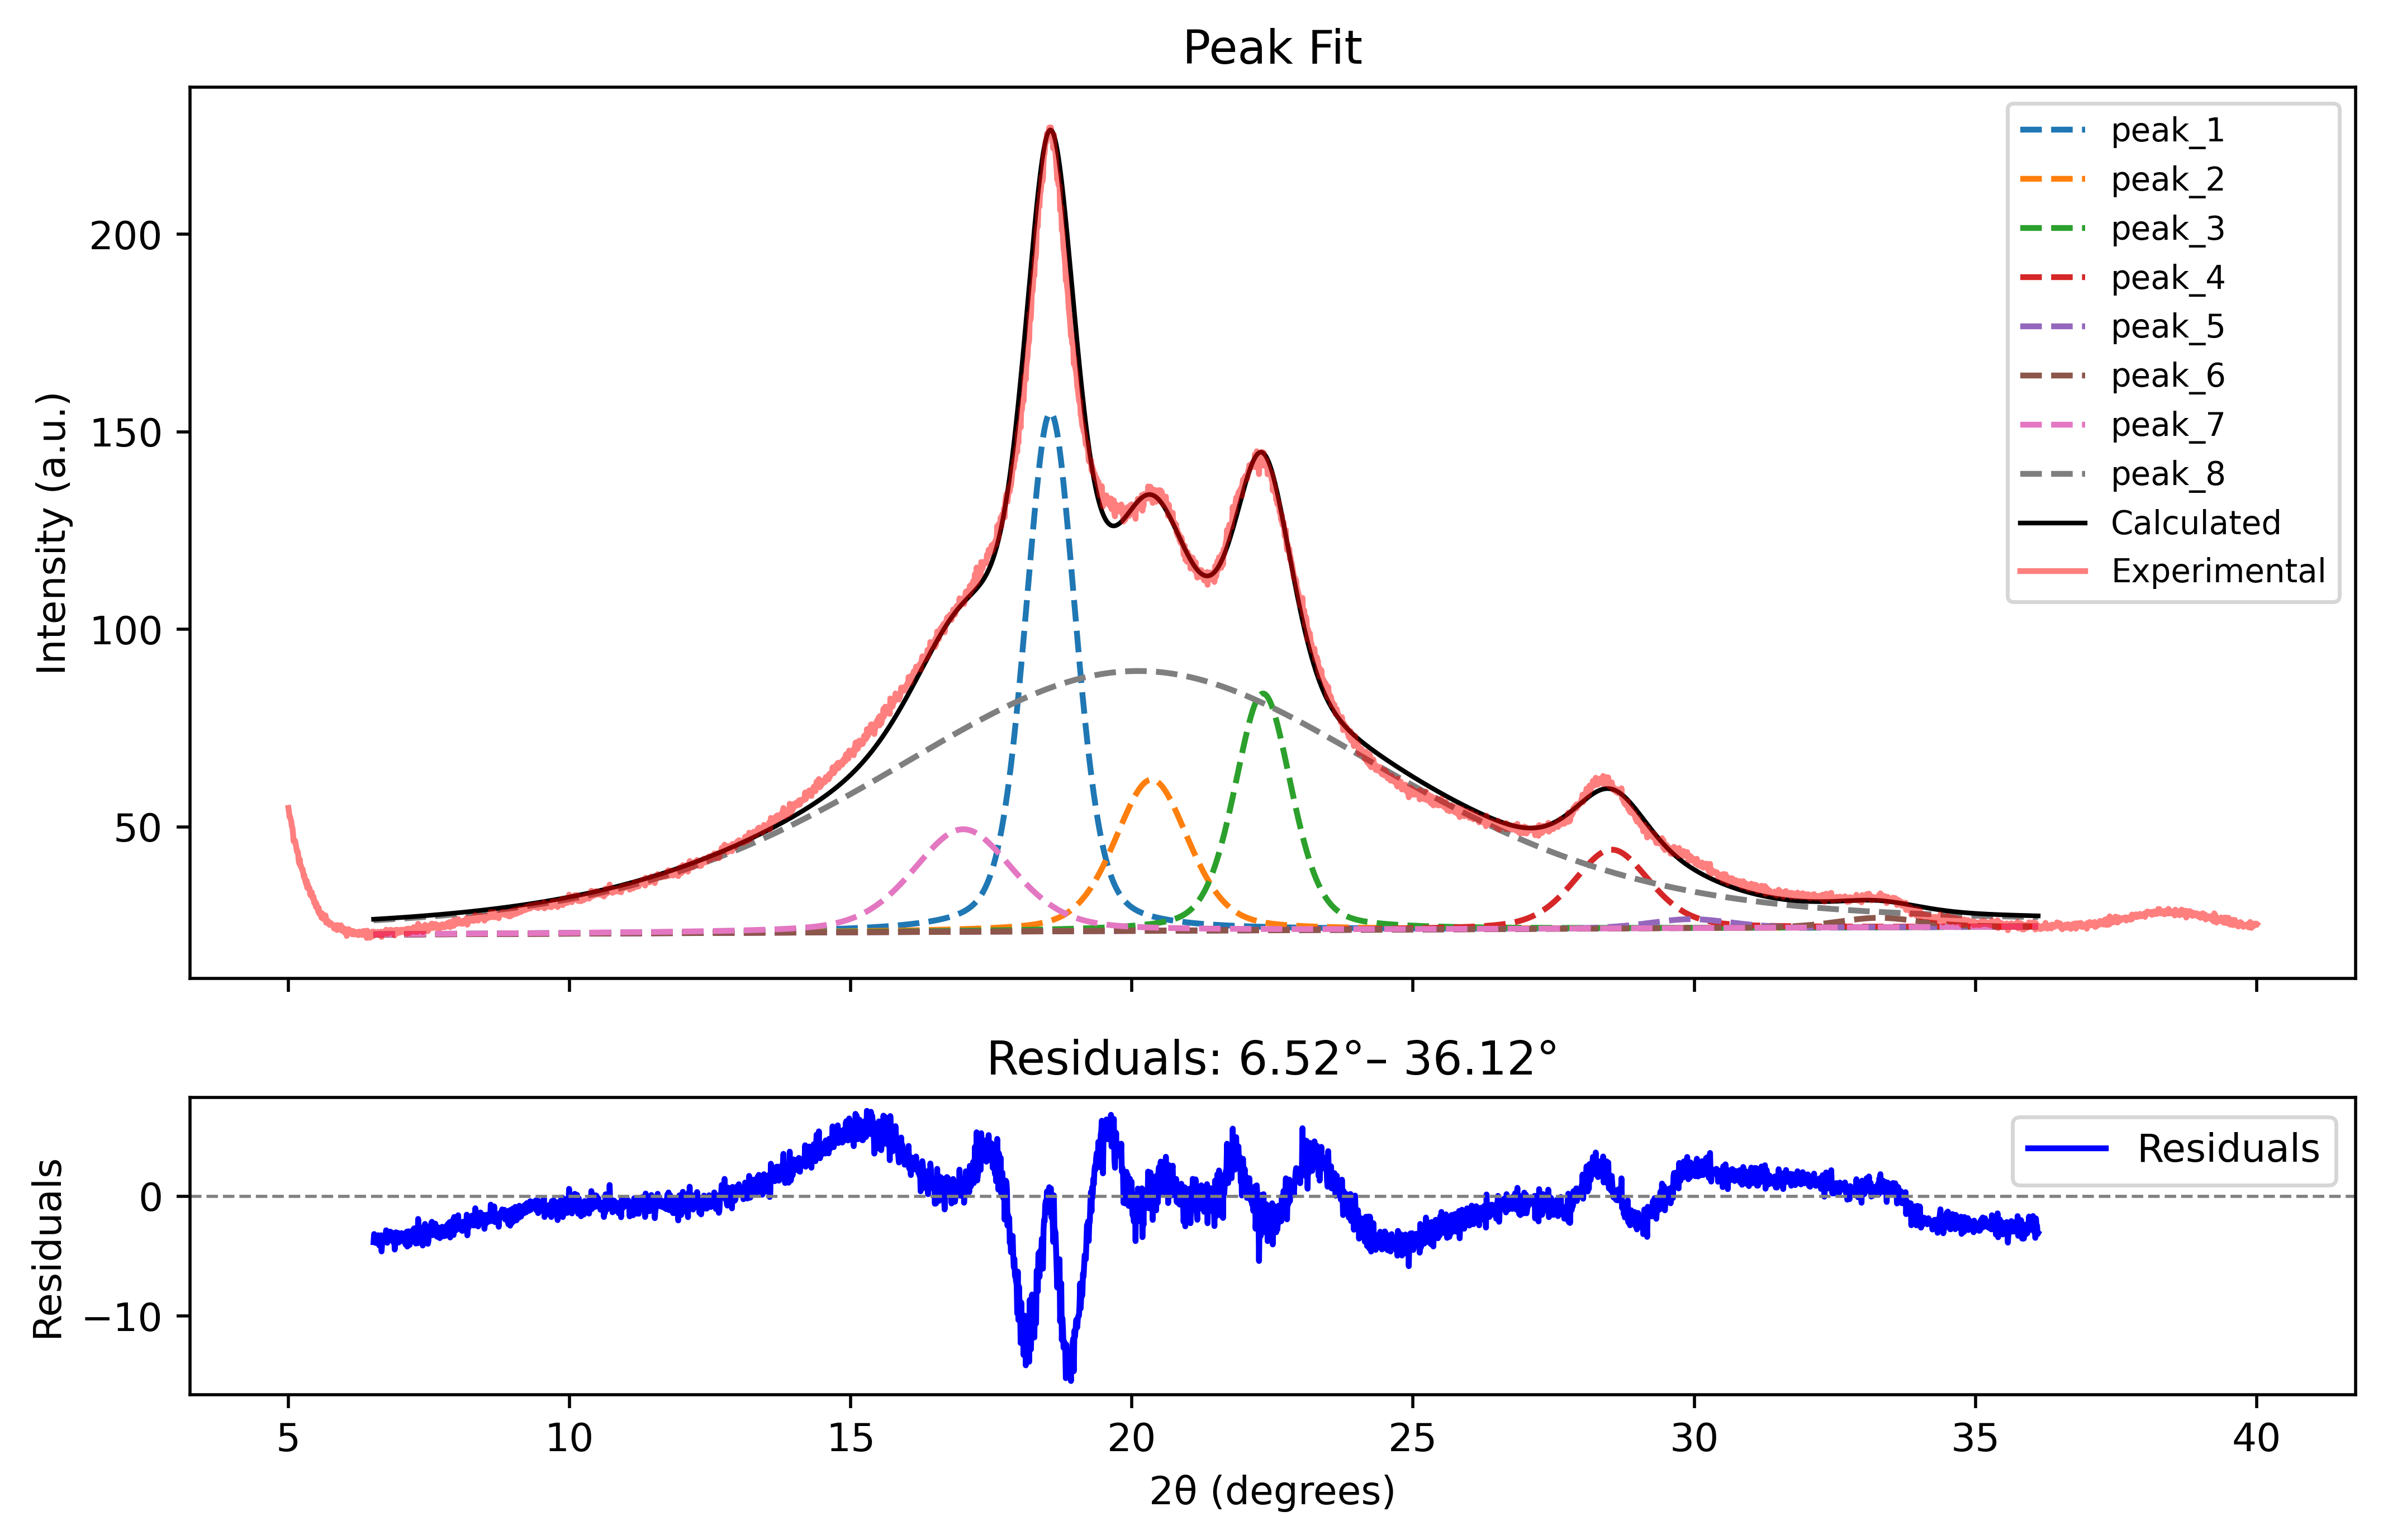 Peak Fit
Intensity (a.u.)
200
150
100
50
peak_1
peak_2
peak_3
peak_4
peak_5
peak_6
peak_7
peak_8
Calculated
Experimental
Residuals: 6.52°– 36.12°
Residuals
0
−10
Residuals
5 10 15 20 25 30 35 40
2θ (degrees)